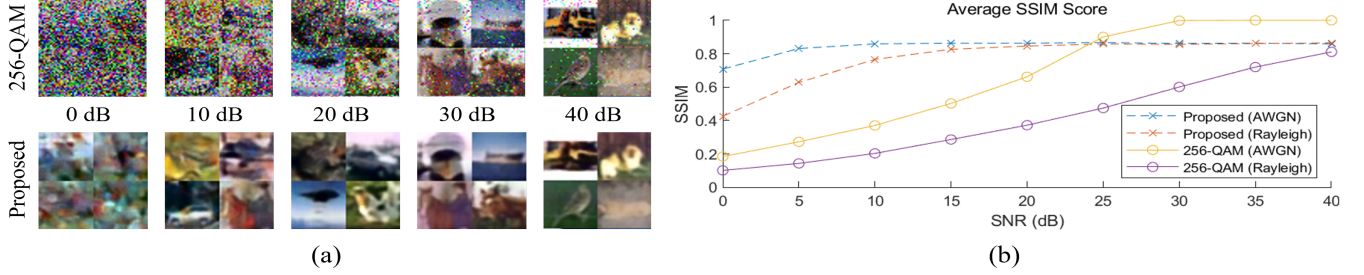 256-QAM
0 dB 10 dB 20 dB 30 dB 40 dB
Proposed
(a)
Average SSIM Score
SSIM
1
0.8
0.6
0.4
0.2
0
0 5 10 15 20 25 30 35 40
SNR (dB)
Proposed (AWGN)
Proposed (Rayleigh)
256-QAM (AWGN)
256-QAM (Rayleigh)
(b)